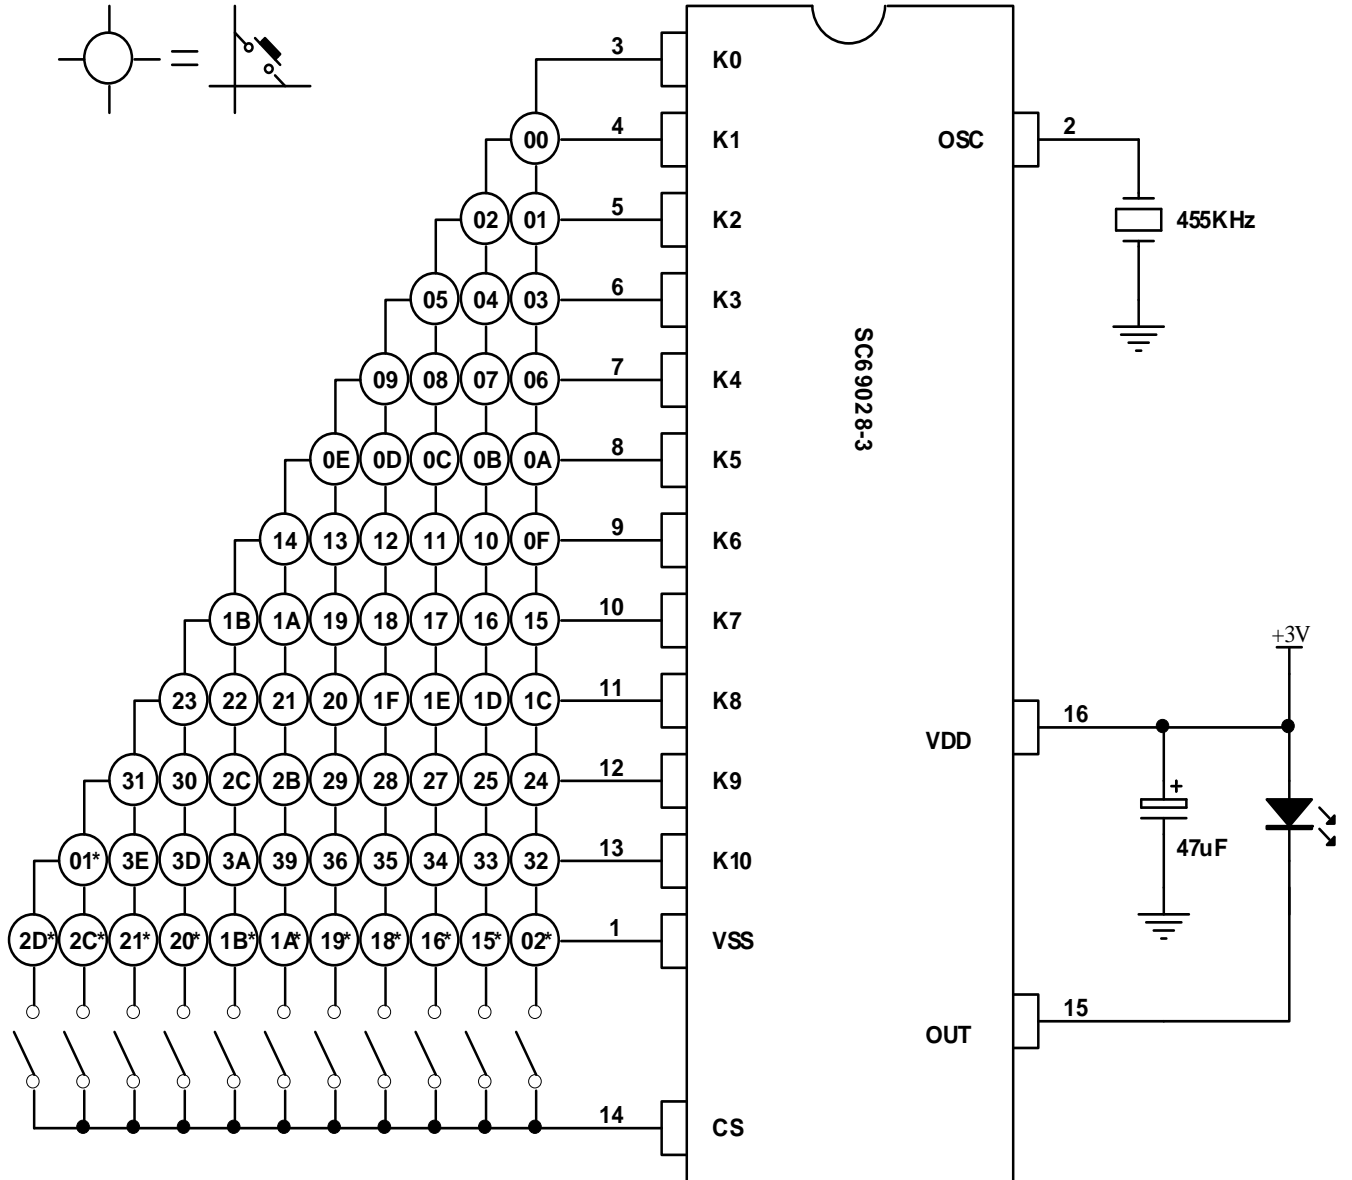 3 K0
00 4 K1 OSC 2
02 01 5 K2 455KHz
05 04 03 6 K3
09 08 07 06 7 K4
SC69028-3
0E 0D 0C 0B 0A 8 K5
14 13 12 11 10 0F 9 K6
1B 1A 19 18 17 16 15 10 K7
+3V
23 22 21 20 1F 1E 1D 1C 11 K8
VDD 16
31 30 2C 2B 29 28 27 25 24 12 K9
+
47uF
01* 3E 3D 3A 39 36 35 34 33 32 13 K10
2D* 2C* 21* 20* 1B* 1A* 19* 18* 16* 15* 02* 1 VSS
OUT 15
14 CS